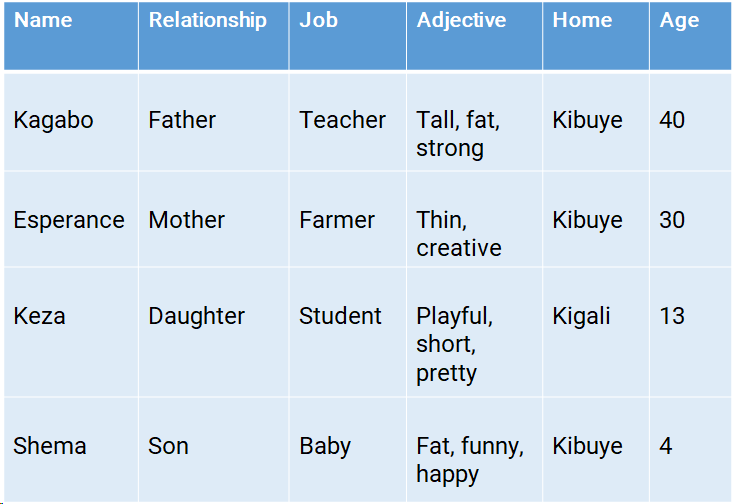 Name Relationship Job Adjective Home Age
Kagabo Father Teacher Tall, fat, Kibuye 40
strong
Esperance Mother Farmer Thin, Kibuye 30
creative
Keza Daughter Student Playful, Kigali 13
short,
pretty
Shema Son Baby Fat, funny, Kibuye 4
happy